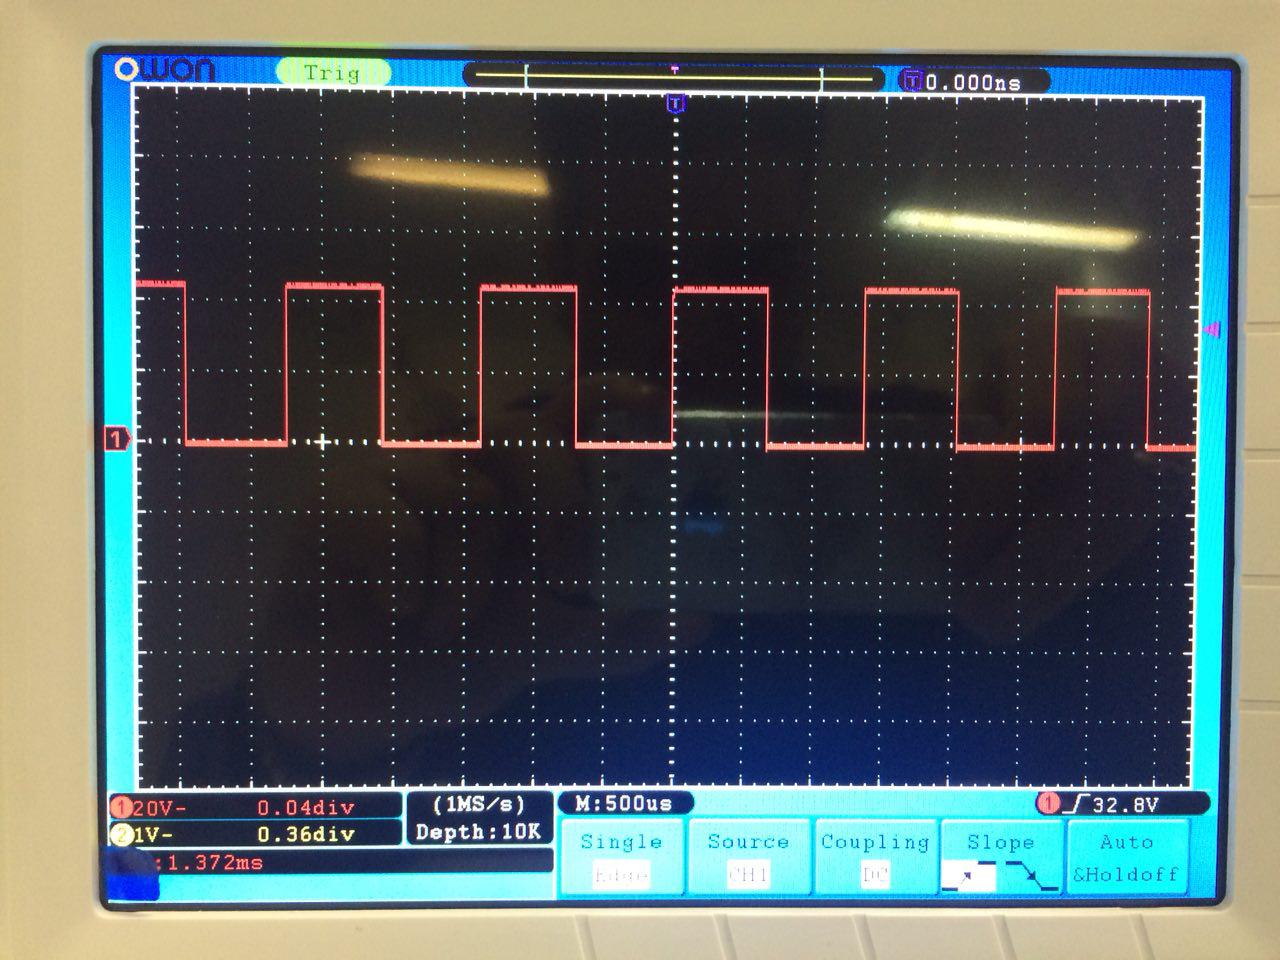 OWON Trig T 0.000ns
T
1
1 20V- 0.04div
2 1V- 0.36div
:1.372ms
(1MS/s)
Depth:10K
M:500us
1 32.8V
Single
Edge
Source
CH1
Coupling
DC
Slope
Auto
&Holdoff